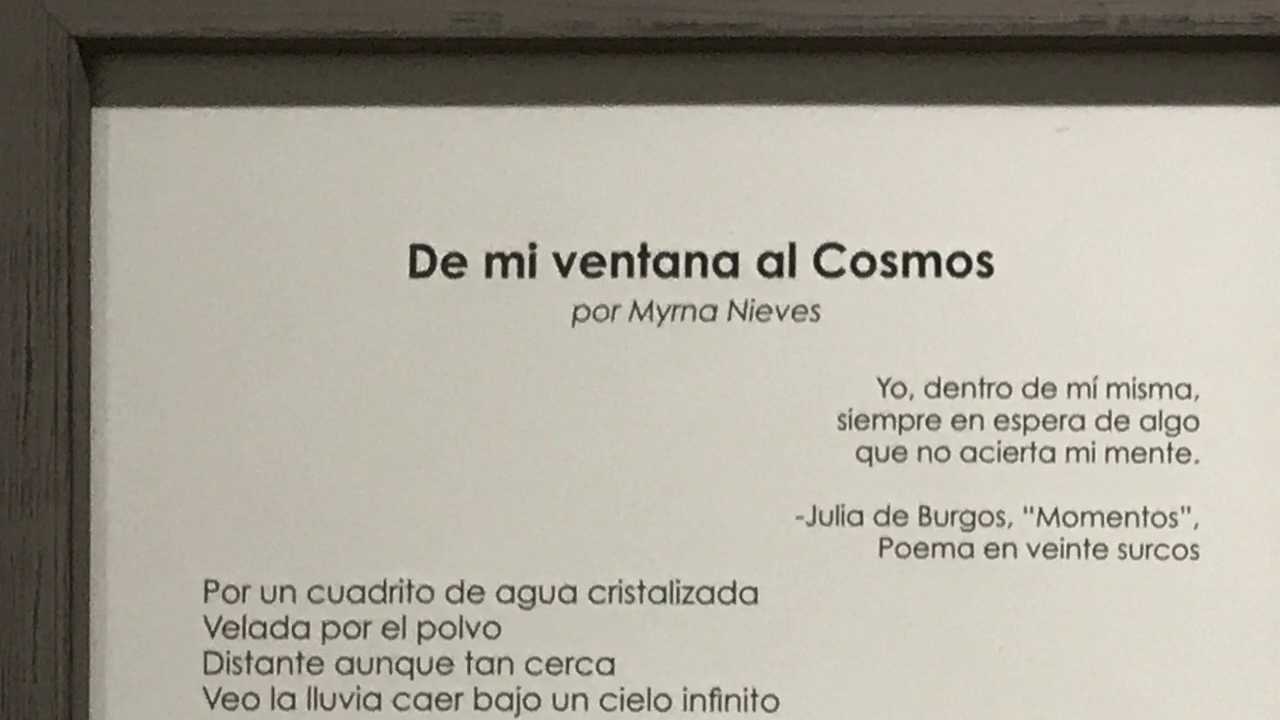 De mi ventana al Cosmos
por Myrna Nieves
Yo, dentro de mí misma,
siempre en espera de algo
que no acierta mi mente.
-Julia de Burgos, "Momentos",
Poema en veinte surcos
Por un cuadrito de agua cristalizada
Velada por el polvo
Distante aunque tan cerca
Veo la lluvia caer bajo un cielo infinito